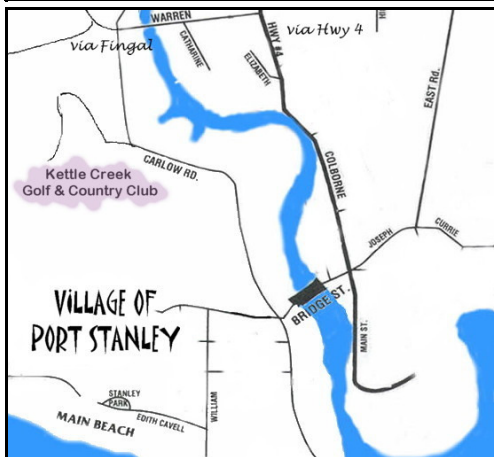 WARREN
via Fingal
CATHARINE
HWY #4
via Hwy 4
ELIZABETH
EAST Rd.
CARLOW RD.
COLBORNE
Kettle Creek
Golf & Country Club
JOSEPH
CURRIE
VILLAGE OF
PORT STANLEY
BRIDGE ST.
MAIN ST.
STANLEY
PARK
WILLIAM
MAIN BEACH
EDITH CAVELL